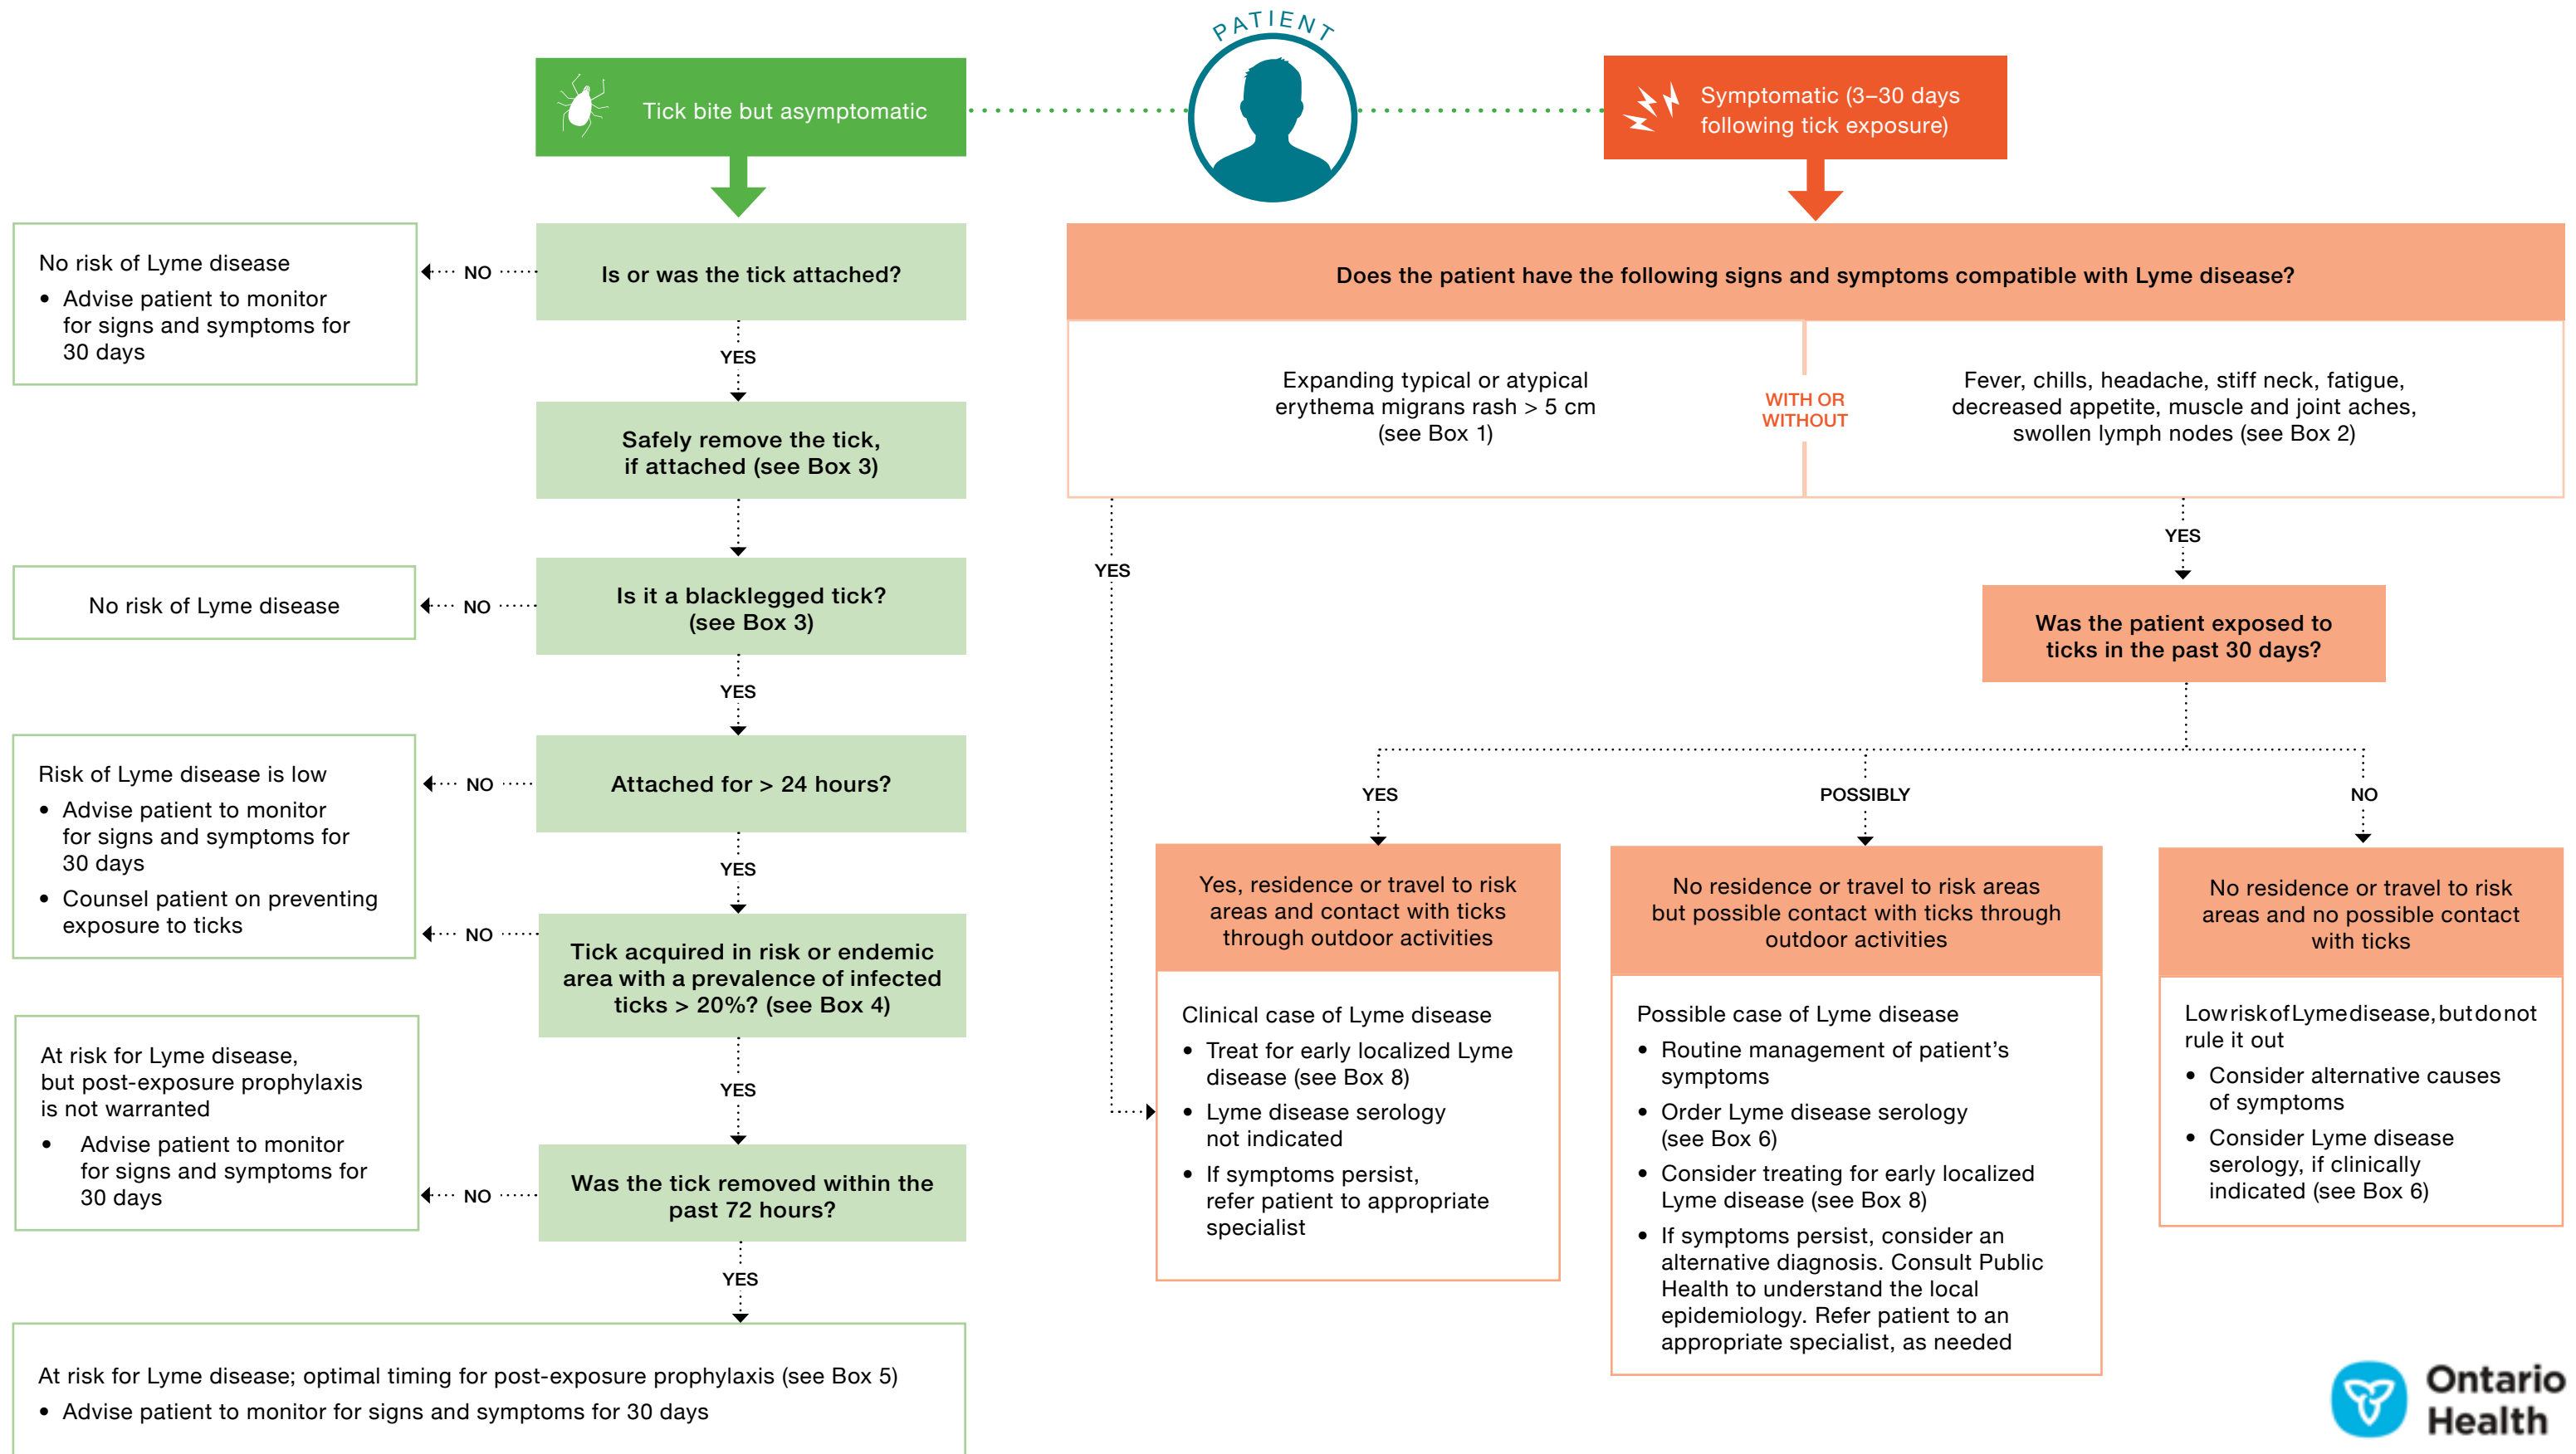 PATIENT
Tick bite but asymptomatic
Symptomatic (3–30 days
following tick exposure)
No risk of Lyme disease
• Advise patient to monitor
for signs and symptoms for
30 days
NO
Is or was the tick attached?
YES
Safely remove the tick,
if attached (see Box 3)
No risk of Lyme disease
NO
Is it a blacklegged tick?
(see Box 3)
YES
Risk of Lyme disease is low
• Advise patient to monitor
for signs and symptoms for
30 days
• Counsel patient on preventing
exposure to ticks
NO
Attached for > 24 hours?
YES
NO
Tick acquired in risk or endemic
area with a prevalence of infected
ticks > 20%? (see Box 4)
YES
At risk for Lyme disease,
but post-exposure prophylaxis
is not warranted
• Advise patient to monitor
for signs and symptoms for
30 days
NO
Was the tick removed within the
past 72 hours?
YES
At risk for Lyme disease; optimal timing for post-exposure prophylaxis (see Box 5)
• Advise patient to monitor for signs and symptoms for 30 days
Does the patient have the following signs and symptoms compatible with Lyme disease?
Expanding typical or atypical
erythema migrans rash > 5 cm
(see Box 1)
WITH OR
WITHOUT
Fever, chills, headache, stiff neck, fatigue,
decreased appetite, muscle and joint aches,
swollen lymph nodes (see Box 2)
YES
YES
Was the patient exposed to
ticks in the past 30 days?
YES
POSSIBLY
NO
Yes, residence or travel to risk
areas and contact with ticks
through outdoor activities
Clinical case of Lyme disease
• Treat for early localized Lyme
disease (see Box 8)
• Lyme disease serology
not indicated
• If symptoms persist,
refer patient to appropriate
specialist
No residence or travel to risk areas
but possible contact with ticks through
outdoor activities
Possible case of Lyme disease
• Routine management of patient’s
symptoms
• Order Lyme disease serology
(see Box 6)
• Consider treating for early localized
Lyme disease (see Box 8)
• If symptoms persist, consider an
alternative diagnosis. Consult Public
Health to understand the local
epidemiology. Refer patient to an
appropriate specialist, as needed
No residence or travel to risk
areas and no possible contact
with ticks
Low risk of Lyme disease, but do not
rule it out
• Consider alternative causes
of symptoms
• Consider Lyme disease
serology, if clinically
indicated (see Box 6)
Ontario
Health